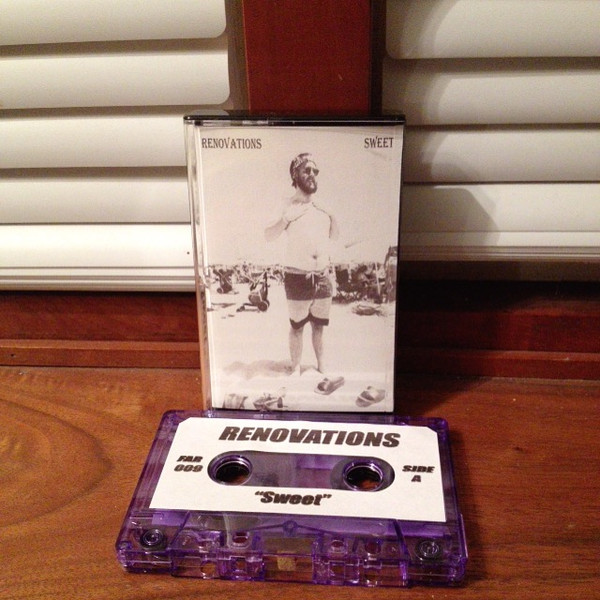 RENOVATIONS SWEET
RENOVATIONS
FAR
009
SIDE
A
"Sweet"